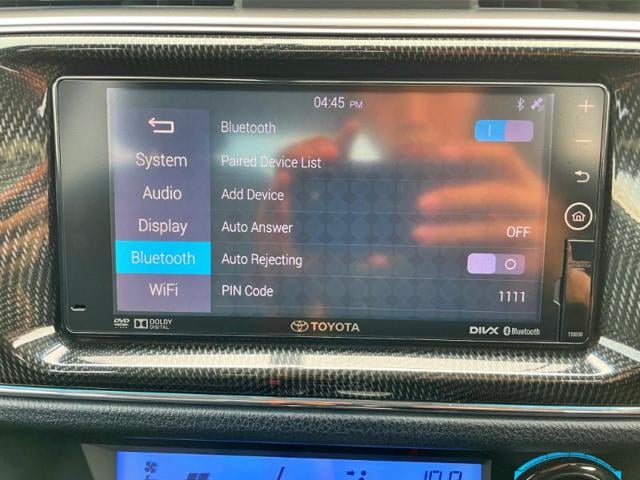 04:45 PM
Bluetooth
System
Paired Device List
Audio
Add Device
Display
Auto Answer OFF
Bluetooth
Auto Rejecting
WiFi
PIN Code 1111
DVD
DOLBY
DIGITAL
TOYOTA
DIVX Bluetooth